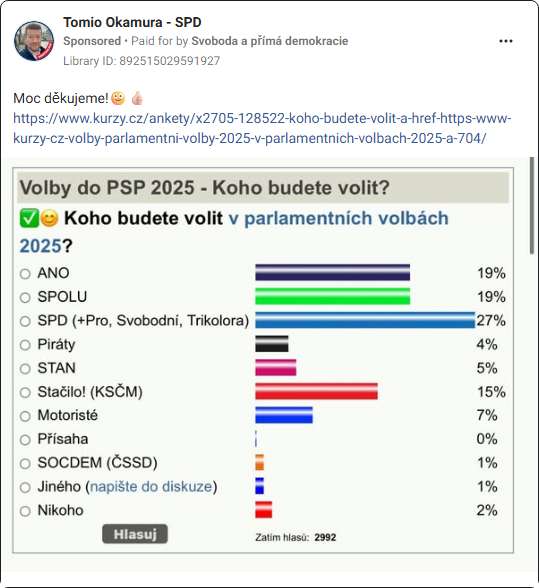 Tomio Okamura - SPD
Sponsored • Paid for by Svoboda a přímá demokracie
Library ID: 892515029591927
Moc děkujeme!😋 👍🏻
https://www.kurzy.cz/ankety/x2705-128522-koho-budete-volit-a-href-https-www-
kurzy-cz-volby-parlamentni-volby-2025-v-parlamentnich-volbach-2025-a-704/
Volby do PSP 2025 - Koho budete volit?
✅😊 Koho budete volit v parlamentních volbách
2025?
ANO 19%
SPOLU 19%
SPD (+Pro, Svobodní, Trikolora) 27%
Piráty 4%
STAN 5%
Stačilo! (KSČM) 15%
Motoristé 7%
Přísaha 0%
SOCDEM (ČSSD) 1%
Jiného (napište do diskuze) 1%
Nikoho 2%
Hlasuj Zatím hlasů: 2992